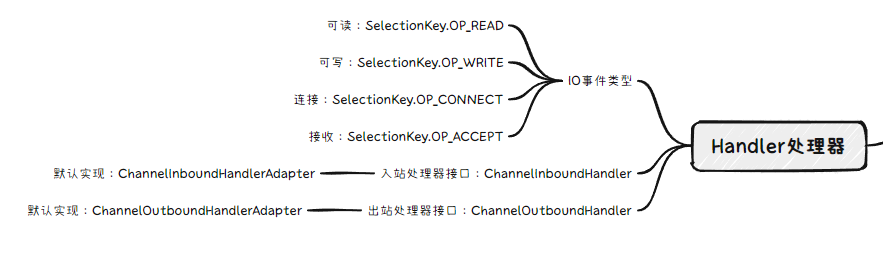 可读：SelectionKey.OP_READ
可写：SelectionKey.OP_WRITE
IO事件类型
连接：SelectionKey.OP_CONNECT
接收：SelectionKey.OP_ACCEPT
Handler处理器
默认实现：ChannelInboundHandlerAdapter
入站处理器接口：ChannelInboundHandler
默认实现：ChannelOutboundHandlerAdapter
出站处理器接口：ChannelOutboundHandler